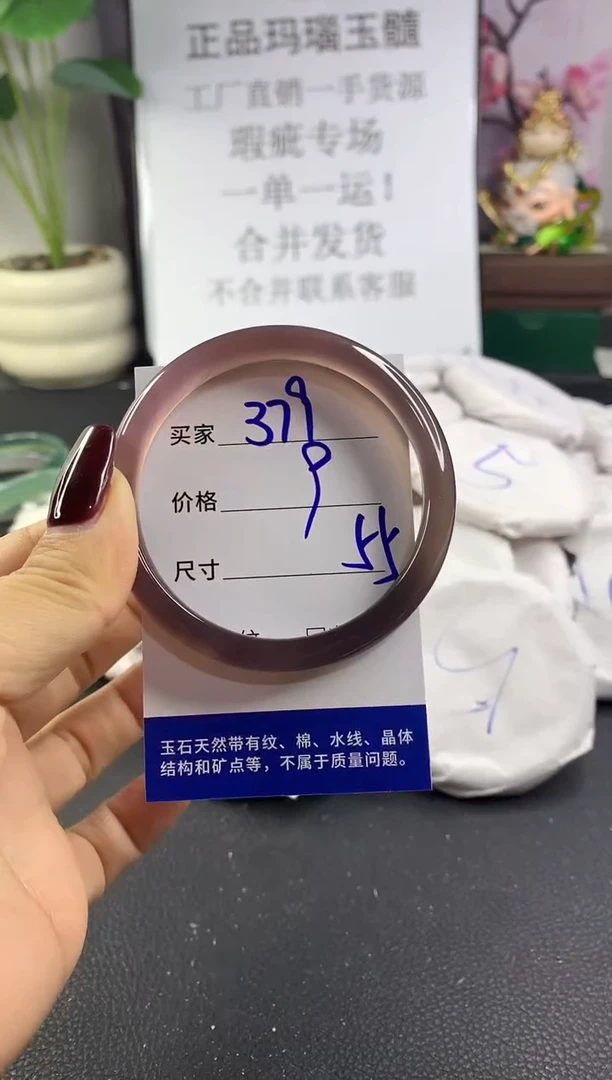 正品玛瑙玉髓
工厂直销一手货源
瑕疵专场
一单一运！
合并发货
不合并联系客服
买家 379
价格 9
尺寸 55
玉石天然带有纹、棉、水线、晶体
结构和矿点等，不属于质量问题。
5